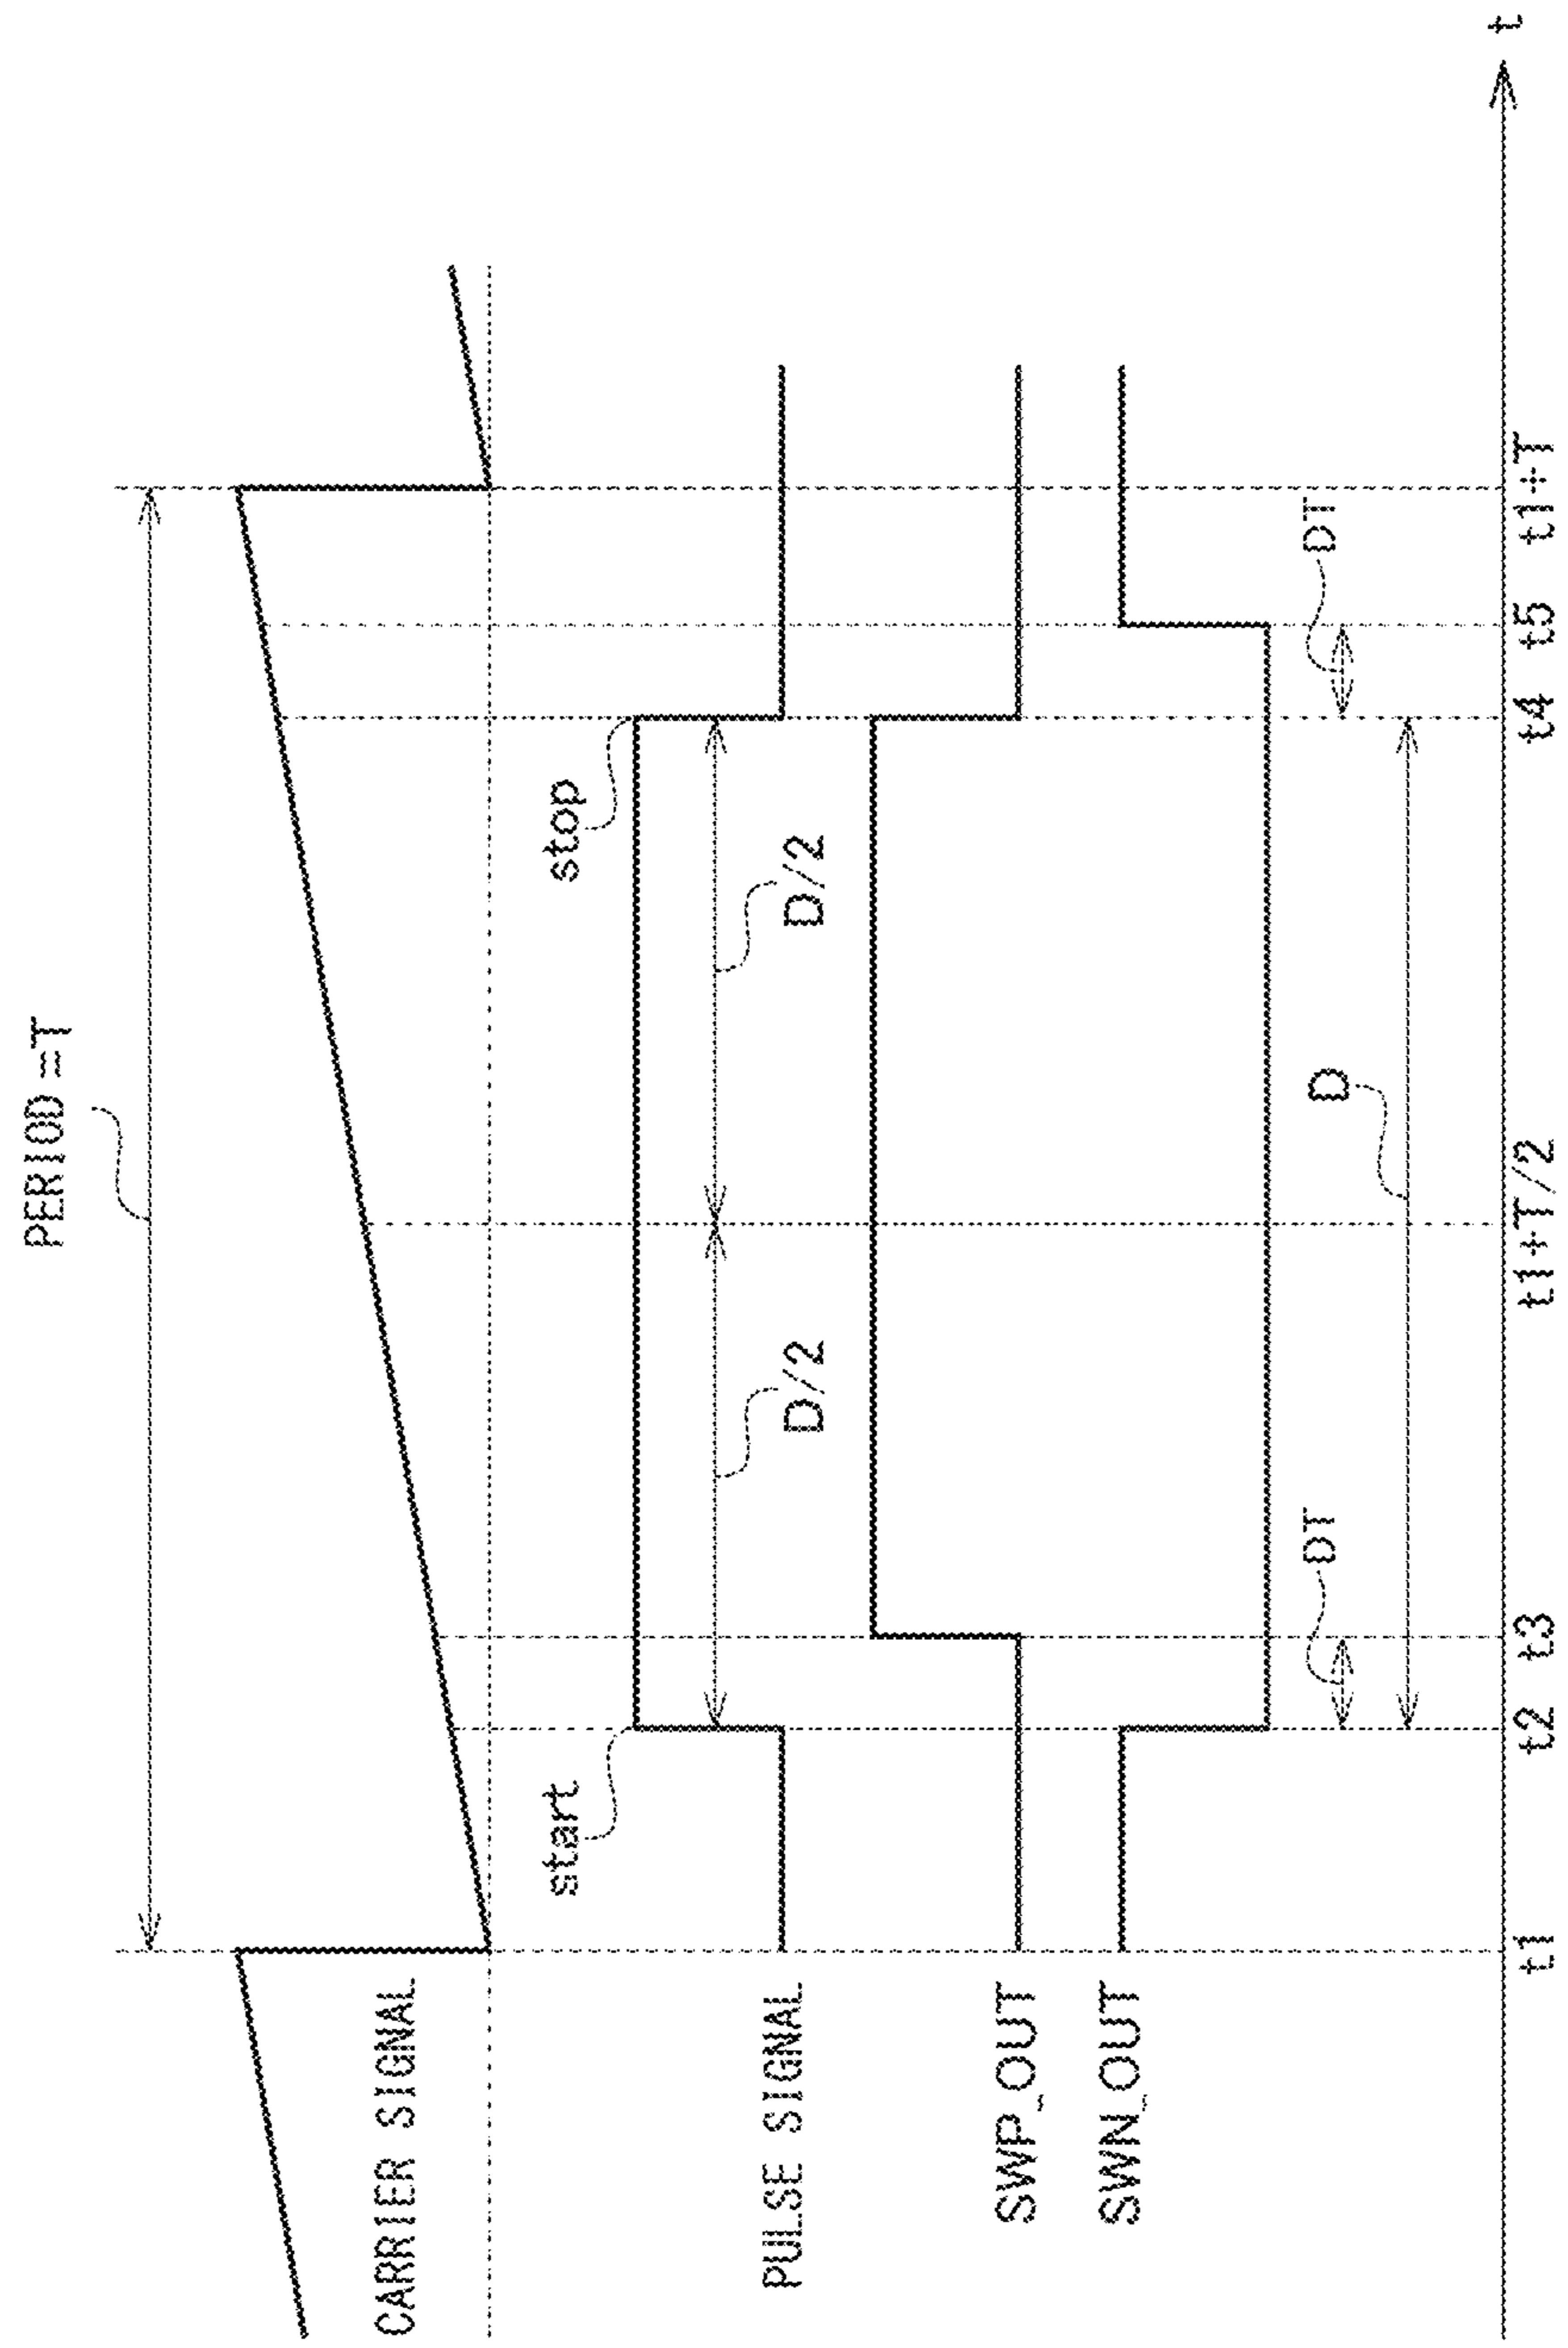 PERIOD=T
CARRIER SIGNAL
start
stop
PULSE SIGNAL
D/2
D/2
SWP_OUT
SWN_OUT
DT
DT
D
t1
t2
t3
t1+T/2
t4
t5
t1+T
t